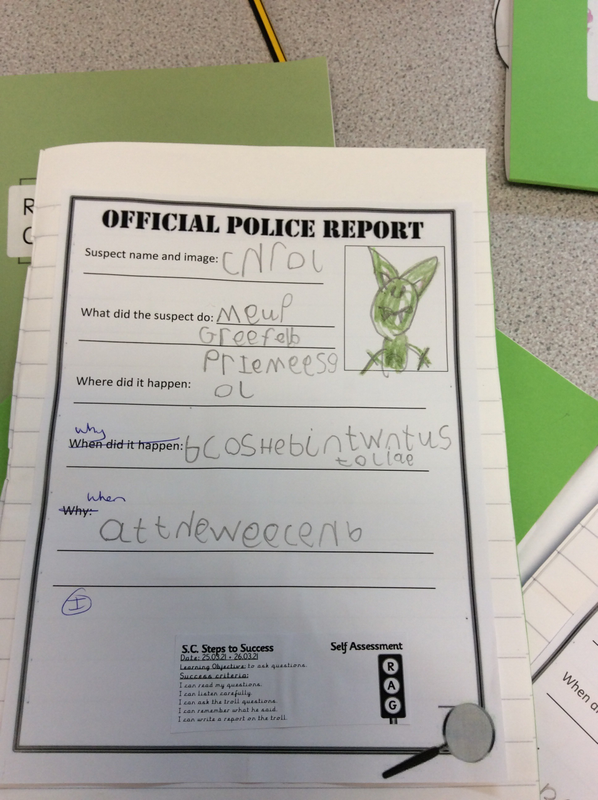 R
C
OFFICIAL POLICE REPORT
Suspect name and image: cNrol
What did the suspect do: meuP
Greefelb
Priemeesg
Where did it happen: OL
why
When did it happen: bcosHebintwntus
tollae
when
Why:
attNeweeceNb
I
S.C. Steps to Success
Date: 25.03.21 + 26.03.21
Learning Objective: to ask questions.
Success criteria:
I can read my questions.
I can listen carefully.
I can ask the troll questions.
I can remember what he said.
I can write a report on the troll.
Self Assessment
R
A
G
When d